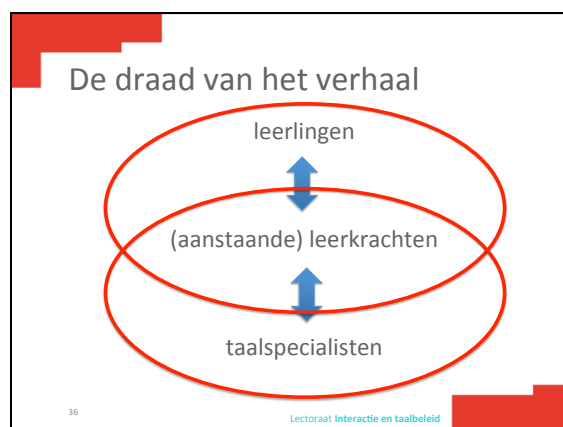 De draad van het verhaal
leerlingen
(aanstaande) leerkrachten
taalspecialisten
36
Lectoraat Interactie en taalbeleid